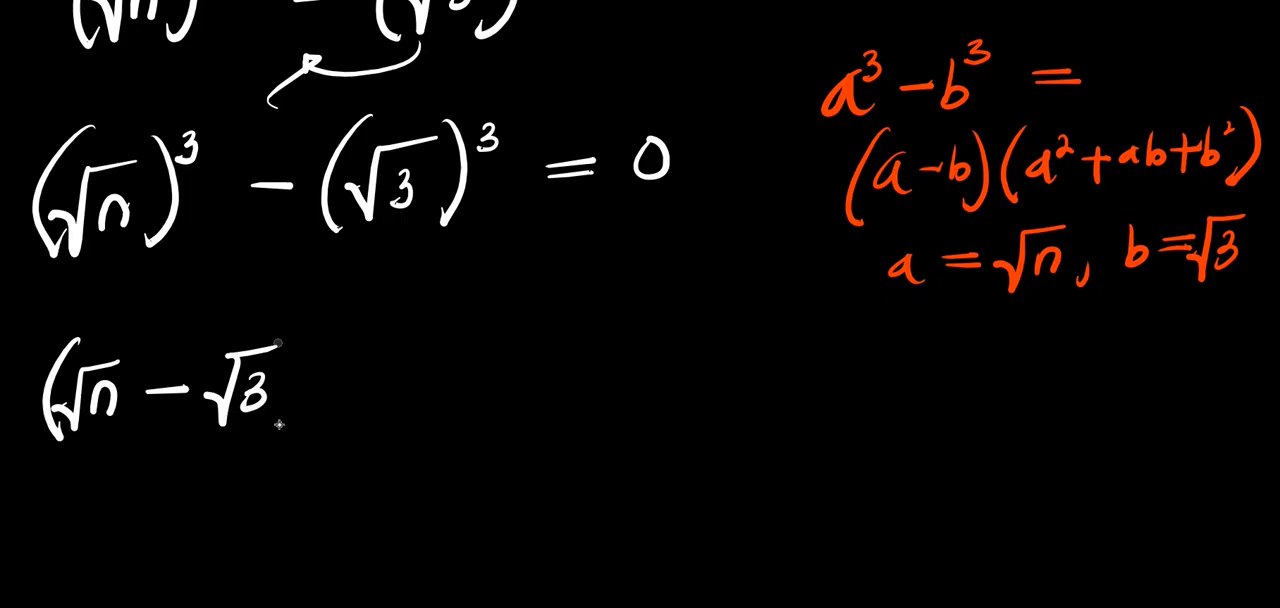 (√n)³ − (√3)³ = 0
(√n − √3
a³ − b³ =
(a − b)(a² + ab + b²)
a = √n, b = √3